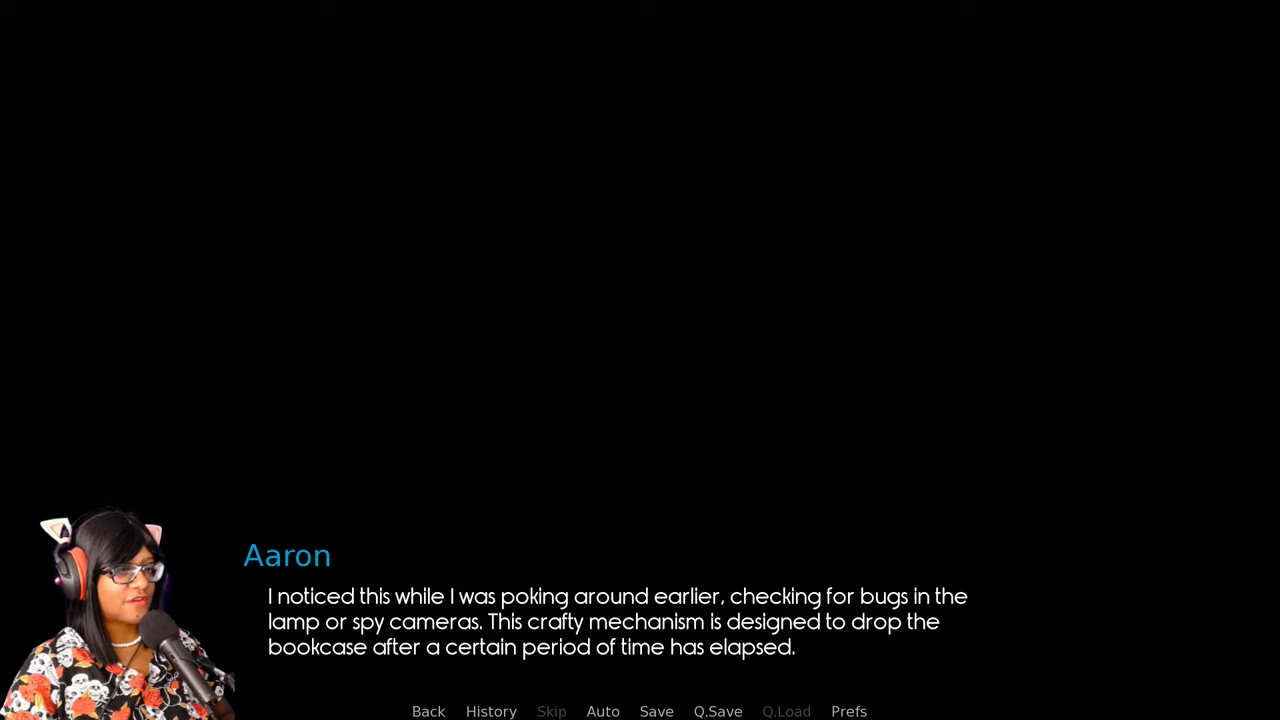 Aaron
I noticed this while I was poking around earlier, checking for bugs in the
lamp or spy cameras. This crafty mechanism is designed to drop the
bookcase after a certain period of time has elapsed.
Back History Skip Auto Save Q.Save Q.Load Prefs